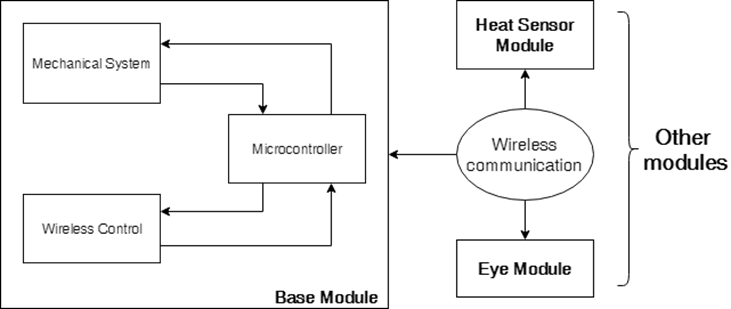 Mechanical System
Microcontroller
Wireless Control
Base Module
Heat Sensor
Module
Wireless
communication
Eye Module
Other
modules